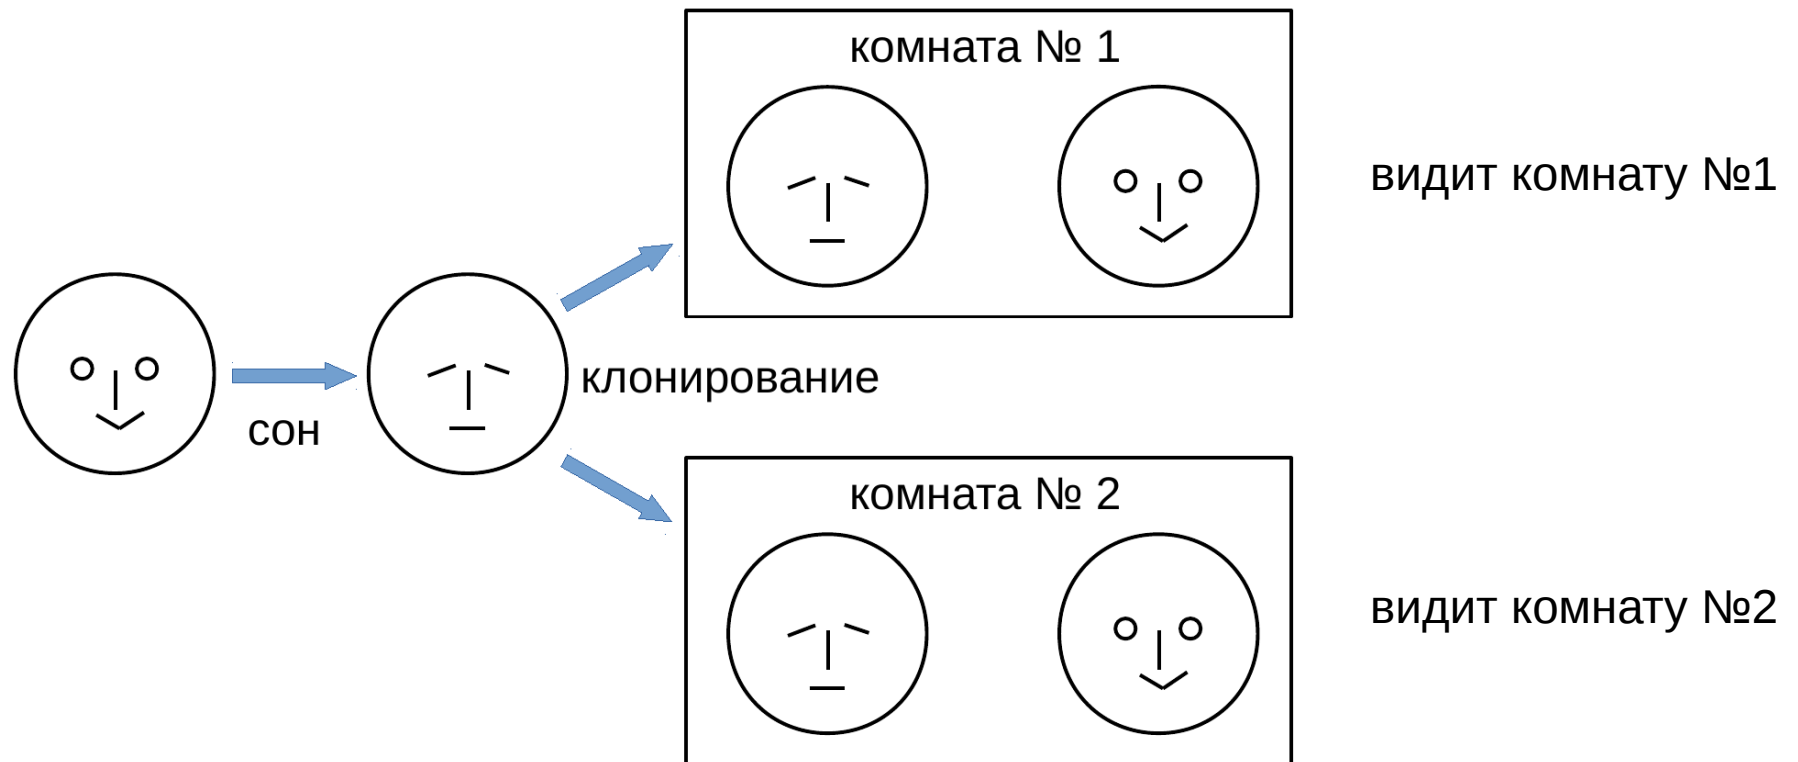 комната № 1
видит комнату №1
сон
клонирование
комната № 2
видит комнату №2